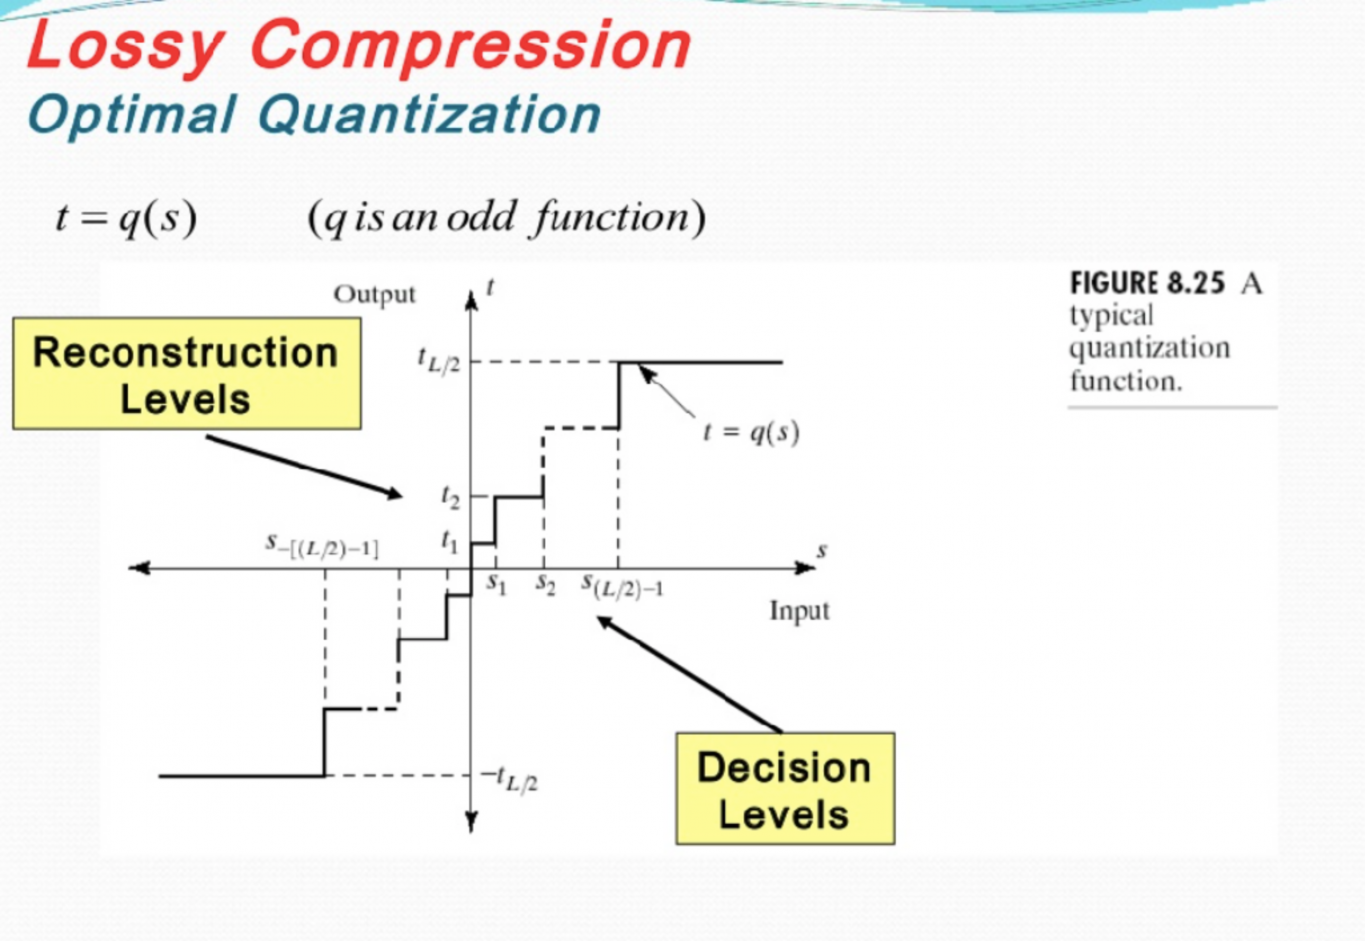 Lossy Compression
Optimal Quantization
t = q(s) (q is an odd function)
Output t
FIGURE 8.25 A
typical
quantization
function.
Reconstruction
Levels
t_{L/2}
t = q(s)
t_2
s_{-[(L/2)-1]}
t_1
s
s_1 s_2 s_{(L/2)-1}
Input
-t_{L/2}
Decision
Levels